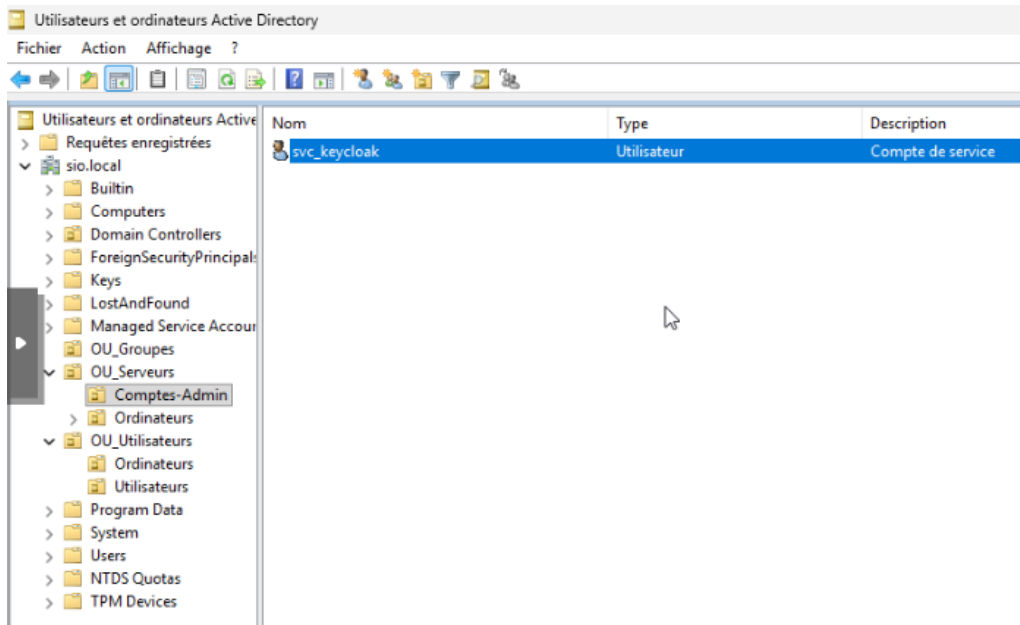 Utilisateurs et ordinateurs Active Directory
Fichier Action Affichage ?
Utilisateurs et ordinateurs Active
Nom Type Description
Requêtes enregistrées
svc_keycloak Utilisateur Compte de service
sio.local
Builtin
Computers
Domain Controllers
ForeignSecurityPrincipals
Keys
LostAndFound
Managed Service Accour
OU_Groupes
OU_Serveurs
Comptes-Admin
Ordinateurs
OU_Utilisateurs
Ordinateurs
Utilisateurs
Program Data
System
Users
NTDS Quotas
TPM Devices